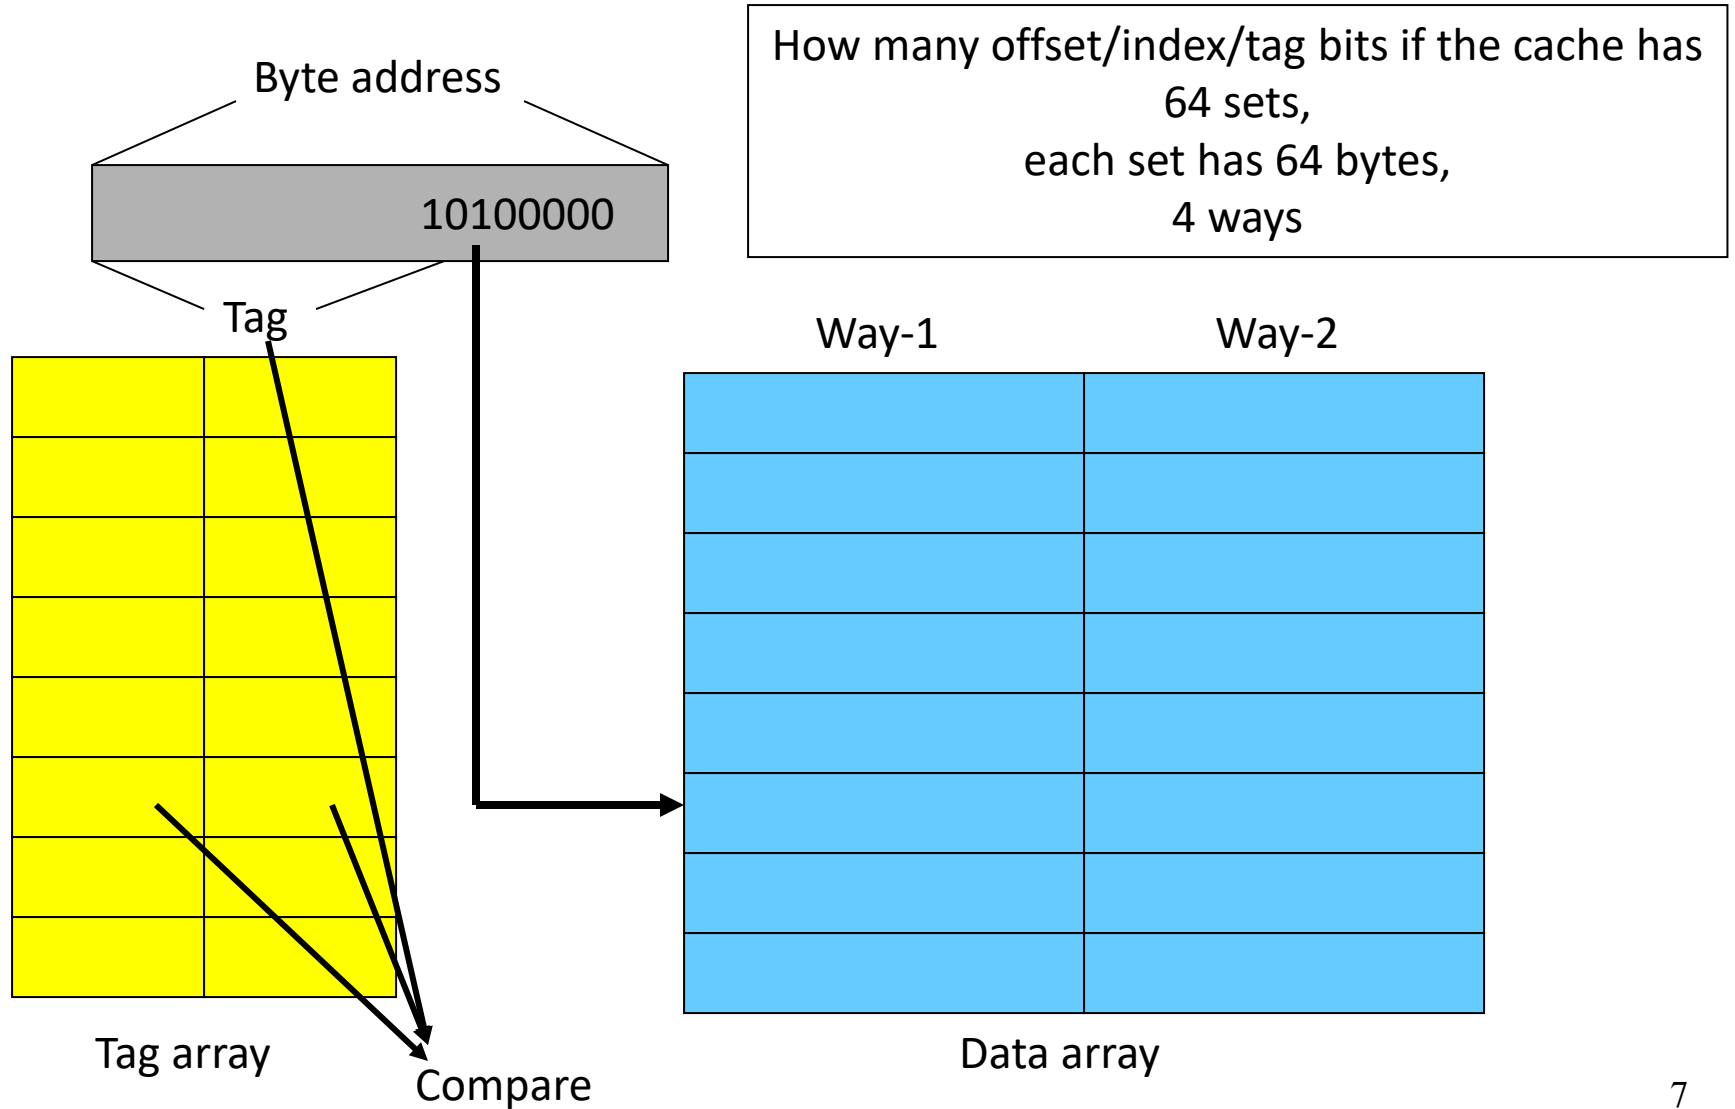 How many offset/index/tag bits if the cache has
64 sets,
each set has 64 bytes,
4 ways
Byte address
10100000
Tag
Way-1
Way-2
Tag array
Data array
Compare
7